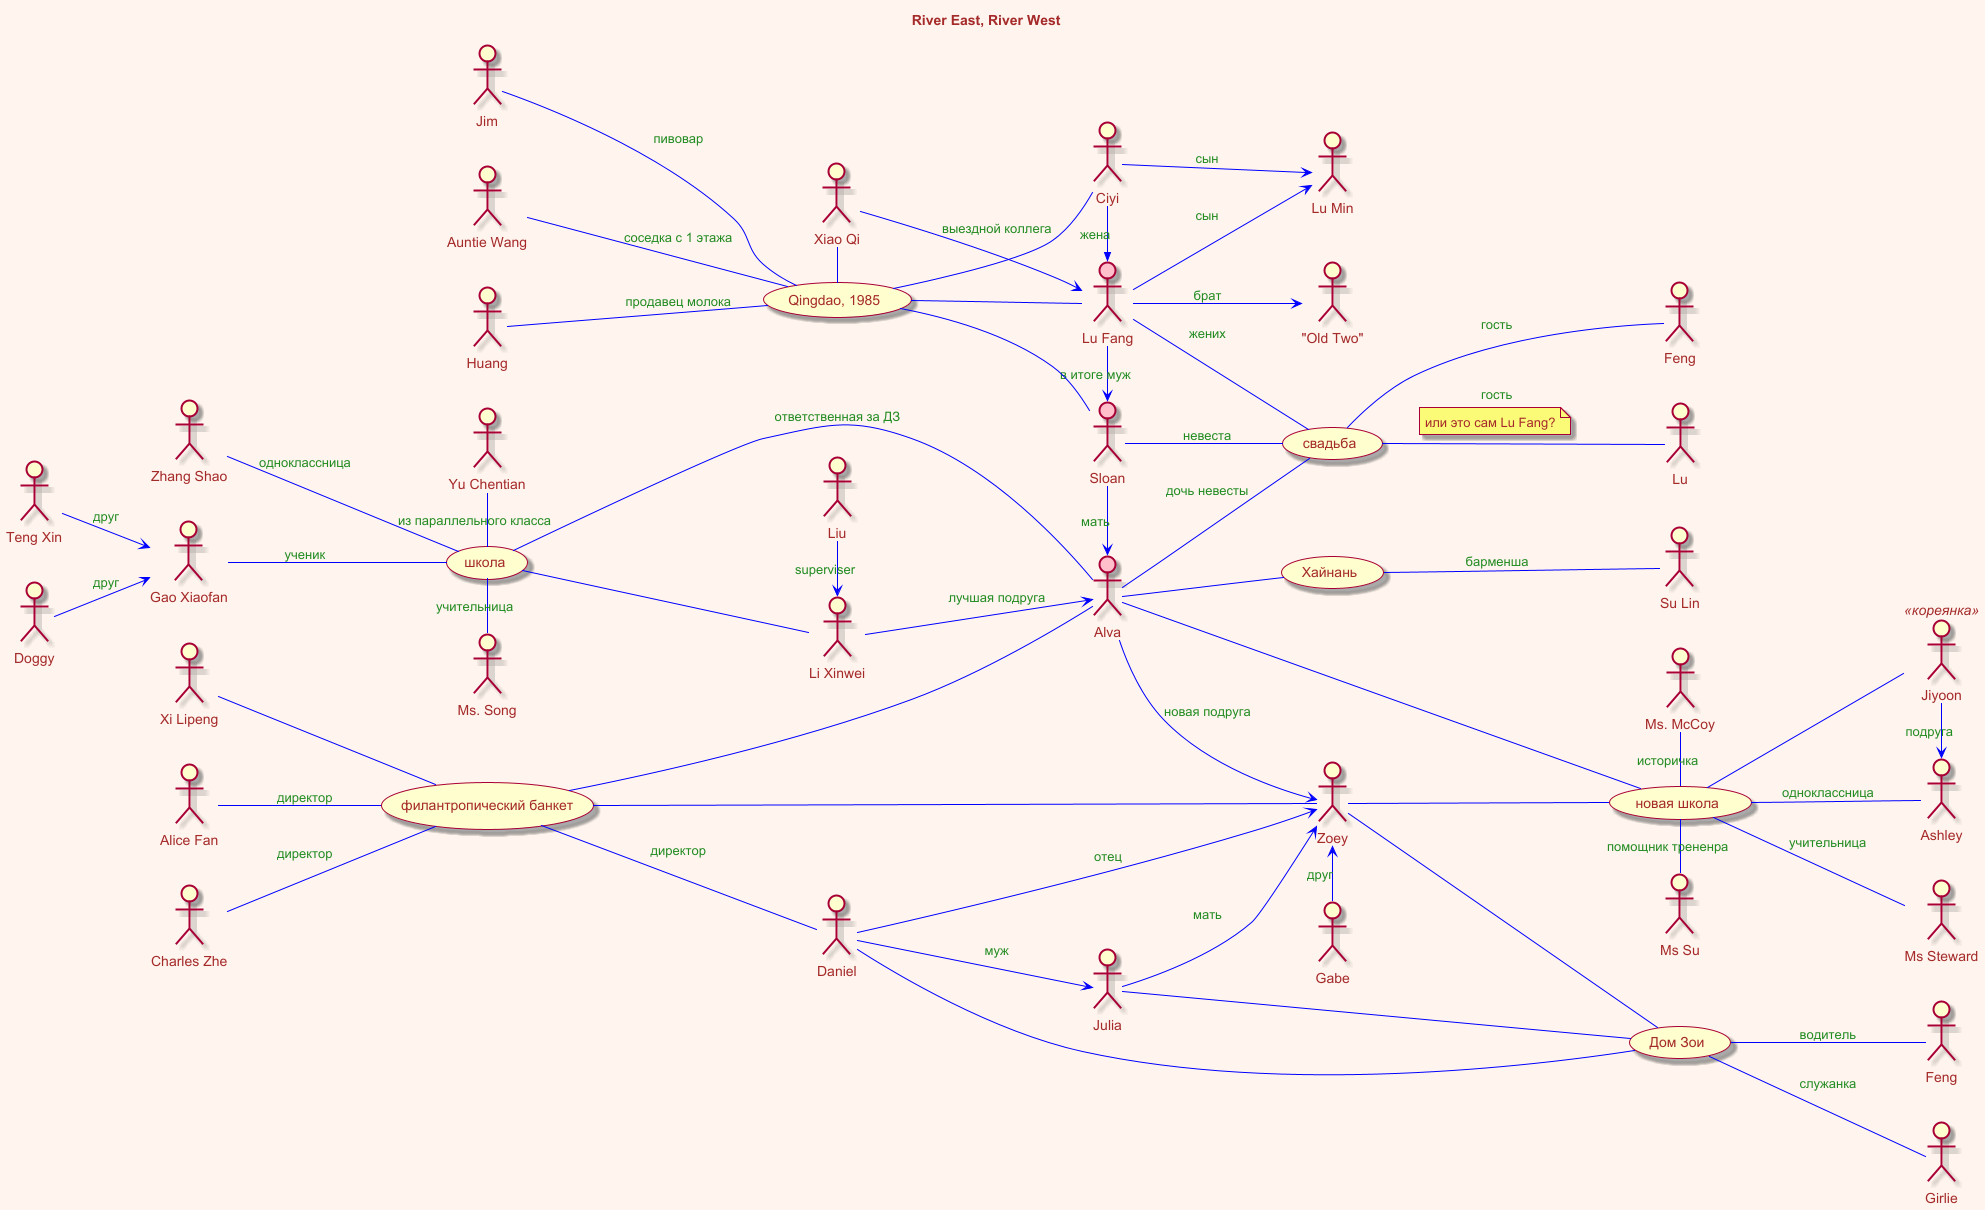 River East, River West
Jim
пивовар
Auntie Wang
соседка с 1 этажа
Huang
продавец молока
Xiao Qi
выездной коллега
Qingdao, 1985
Ciyi
жена
сын
Lu Min
сын
Lu Fang
брат
"Old Two"
жених
в итоге муж
Sloan
невеста
свадьба
гость
Feng
гость
или это сам Lu Fang?
Lu
дочь невесты
мать
Zhang Shao
одноклассница
Yu Chentian
из параллельного класса
ответственная за ДЗ
Teng Xin
друг
Gao Xiaofan
ученик
школа
Doggy
друг
учительница
Ms. Song
Liu
superviser
Li Xinwei
лучшая подруга
Alva
Хайнань
барменша
Su Lin
«кореянка»
Jiyoon
подруга
Ms. McCoy
историчка
новая подруга
Xi Lipeng
Alice Fan
директор
филантропический банкет
Charles Zhe
директор
директор
Daniel
отец
муж
Julia
мать
Zoey
друг
Gabe
новая школа
одноклассница
Ashley
помощник трененра
Ms Su
учительница
Ms Steward
Дом Зои
водитель
Feng
служанка
Girlie